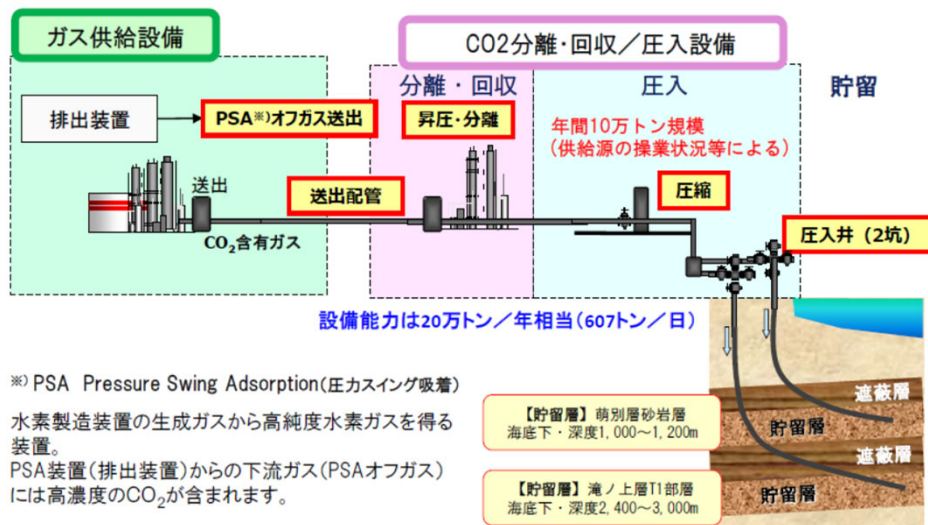 ガス供給設備
CO2分離･回収／圧入設備
分離・回収
圧入
貯留
排出装置
PSA※)オフガス送出
昇圧･分離
年間10万トン規模
(供給源の操業状況等による)
送出
送出配管
圧縮
CO2含有ガス
圧入井（2坑）
設備能力は20万トン／年相当(607トン／日)
※) PSA Pressure Swing Adsorption(圧力スイング吸着)
水素製造装置の生成ガスから高純度水素ガスを得る
装置。
PSA装置(排出装置)からの下流ガス(PSAオフガス)
には高濃度のCO2が含まれます。
【貯留層】萌別層砂岩層
海底下・深度1,000～1,200m
遮蔽層
貯留層
【貯留層】滝ノ上層T1部層
海底下・深度2,400～3,000m
遮蔽層
貯留層